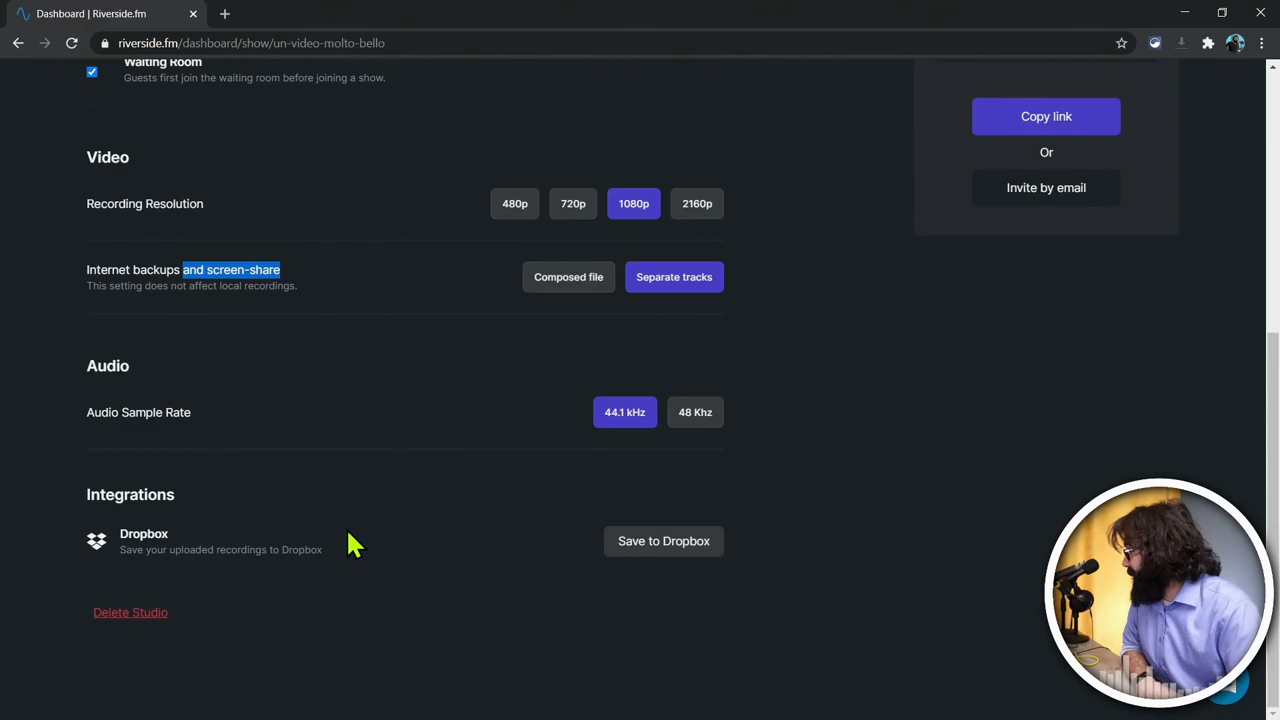 Dashboard | Riverside.fm
riverside.fm/dashboard/show/un-video-molto-bello
Waiting Room
Guests first join the waiting room before joining a show.
Copy link
Or
Invite by email
Video
Recording Resolution
480p
720p
1080p
2160p
Internet backups and screen-share
This setting does not affect local recordings.
Composed file
Separate tracks
Audio
Audio Sample Rate
44.1 kHz
48 Khz
Integrations
Dropbox
Save your uploaded recordings to Dropbox
Save to Dropbox
Delete Studio